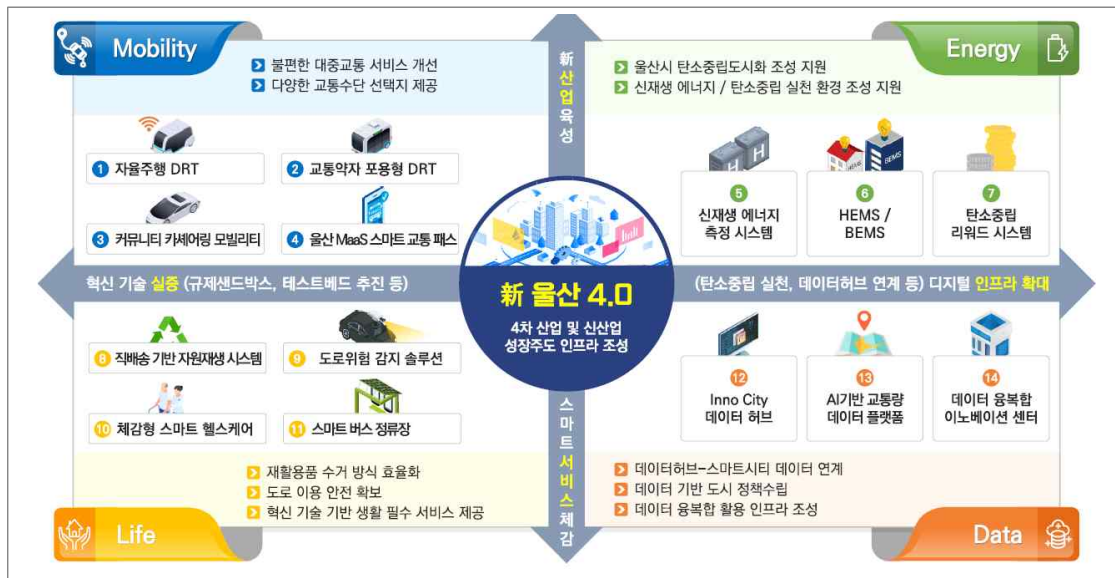 Mobility
불편한 대중교통 서비스 개선
다양한 교통수단 선택지 제공
1 자율주행 DRT
2 교통약자 포용형 DRT
3 커뮤니티 카셰어링 모빌리티
4 울산 MaaS 스마트 교통 패스
新산업육성
Energy
울산시 탄소중립도시화 조성 지원
신재생 에너지 / 탄소중립 실천 환경 조성 지원
H H
BEMS
5
신재생 에너지
측정 시스템
6
HEMS /
BEMS
7
탄소중립
리워드 시스템
혁신 기술 실증 (규제샌드박스, 테스트베드 추진 등)
新 울산 4.0
4차 산업 및 신산업
성장주도 인프라 조성
(탄소중립 실천, 데이터허브 연계 등) 디지털 인프라 확대
8 직배송 기반 자원재생 시스템
9 도로위험 감지 솔루션
10 체감형 스마트 헬스케어
11 스마트 버스 정류장
재활용품 수거 방식 효율화
도로 이용 안전 확보
혁신 기술 기반 생활 필수 서비스 제공
Life
스마트서비스체감
12
Inno City
데이터 허브
13
AI기반 교통량
데이터 플랫폼
14
데이터 융복합
이노베이션 센터
데이터허브-스마트시티 데이터 연계
데이터 기반 도시 정책수립
데이터 융복합 활용 인프라 조성
Data